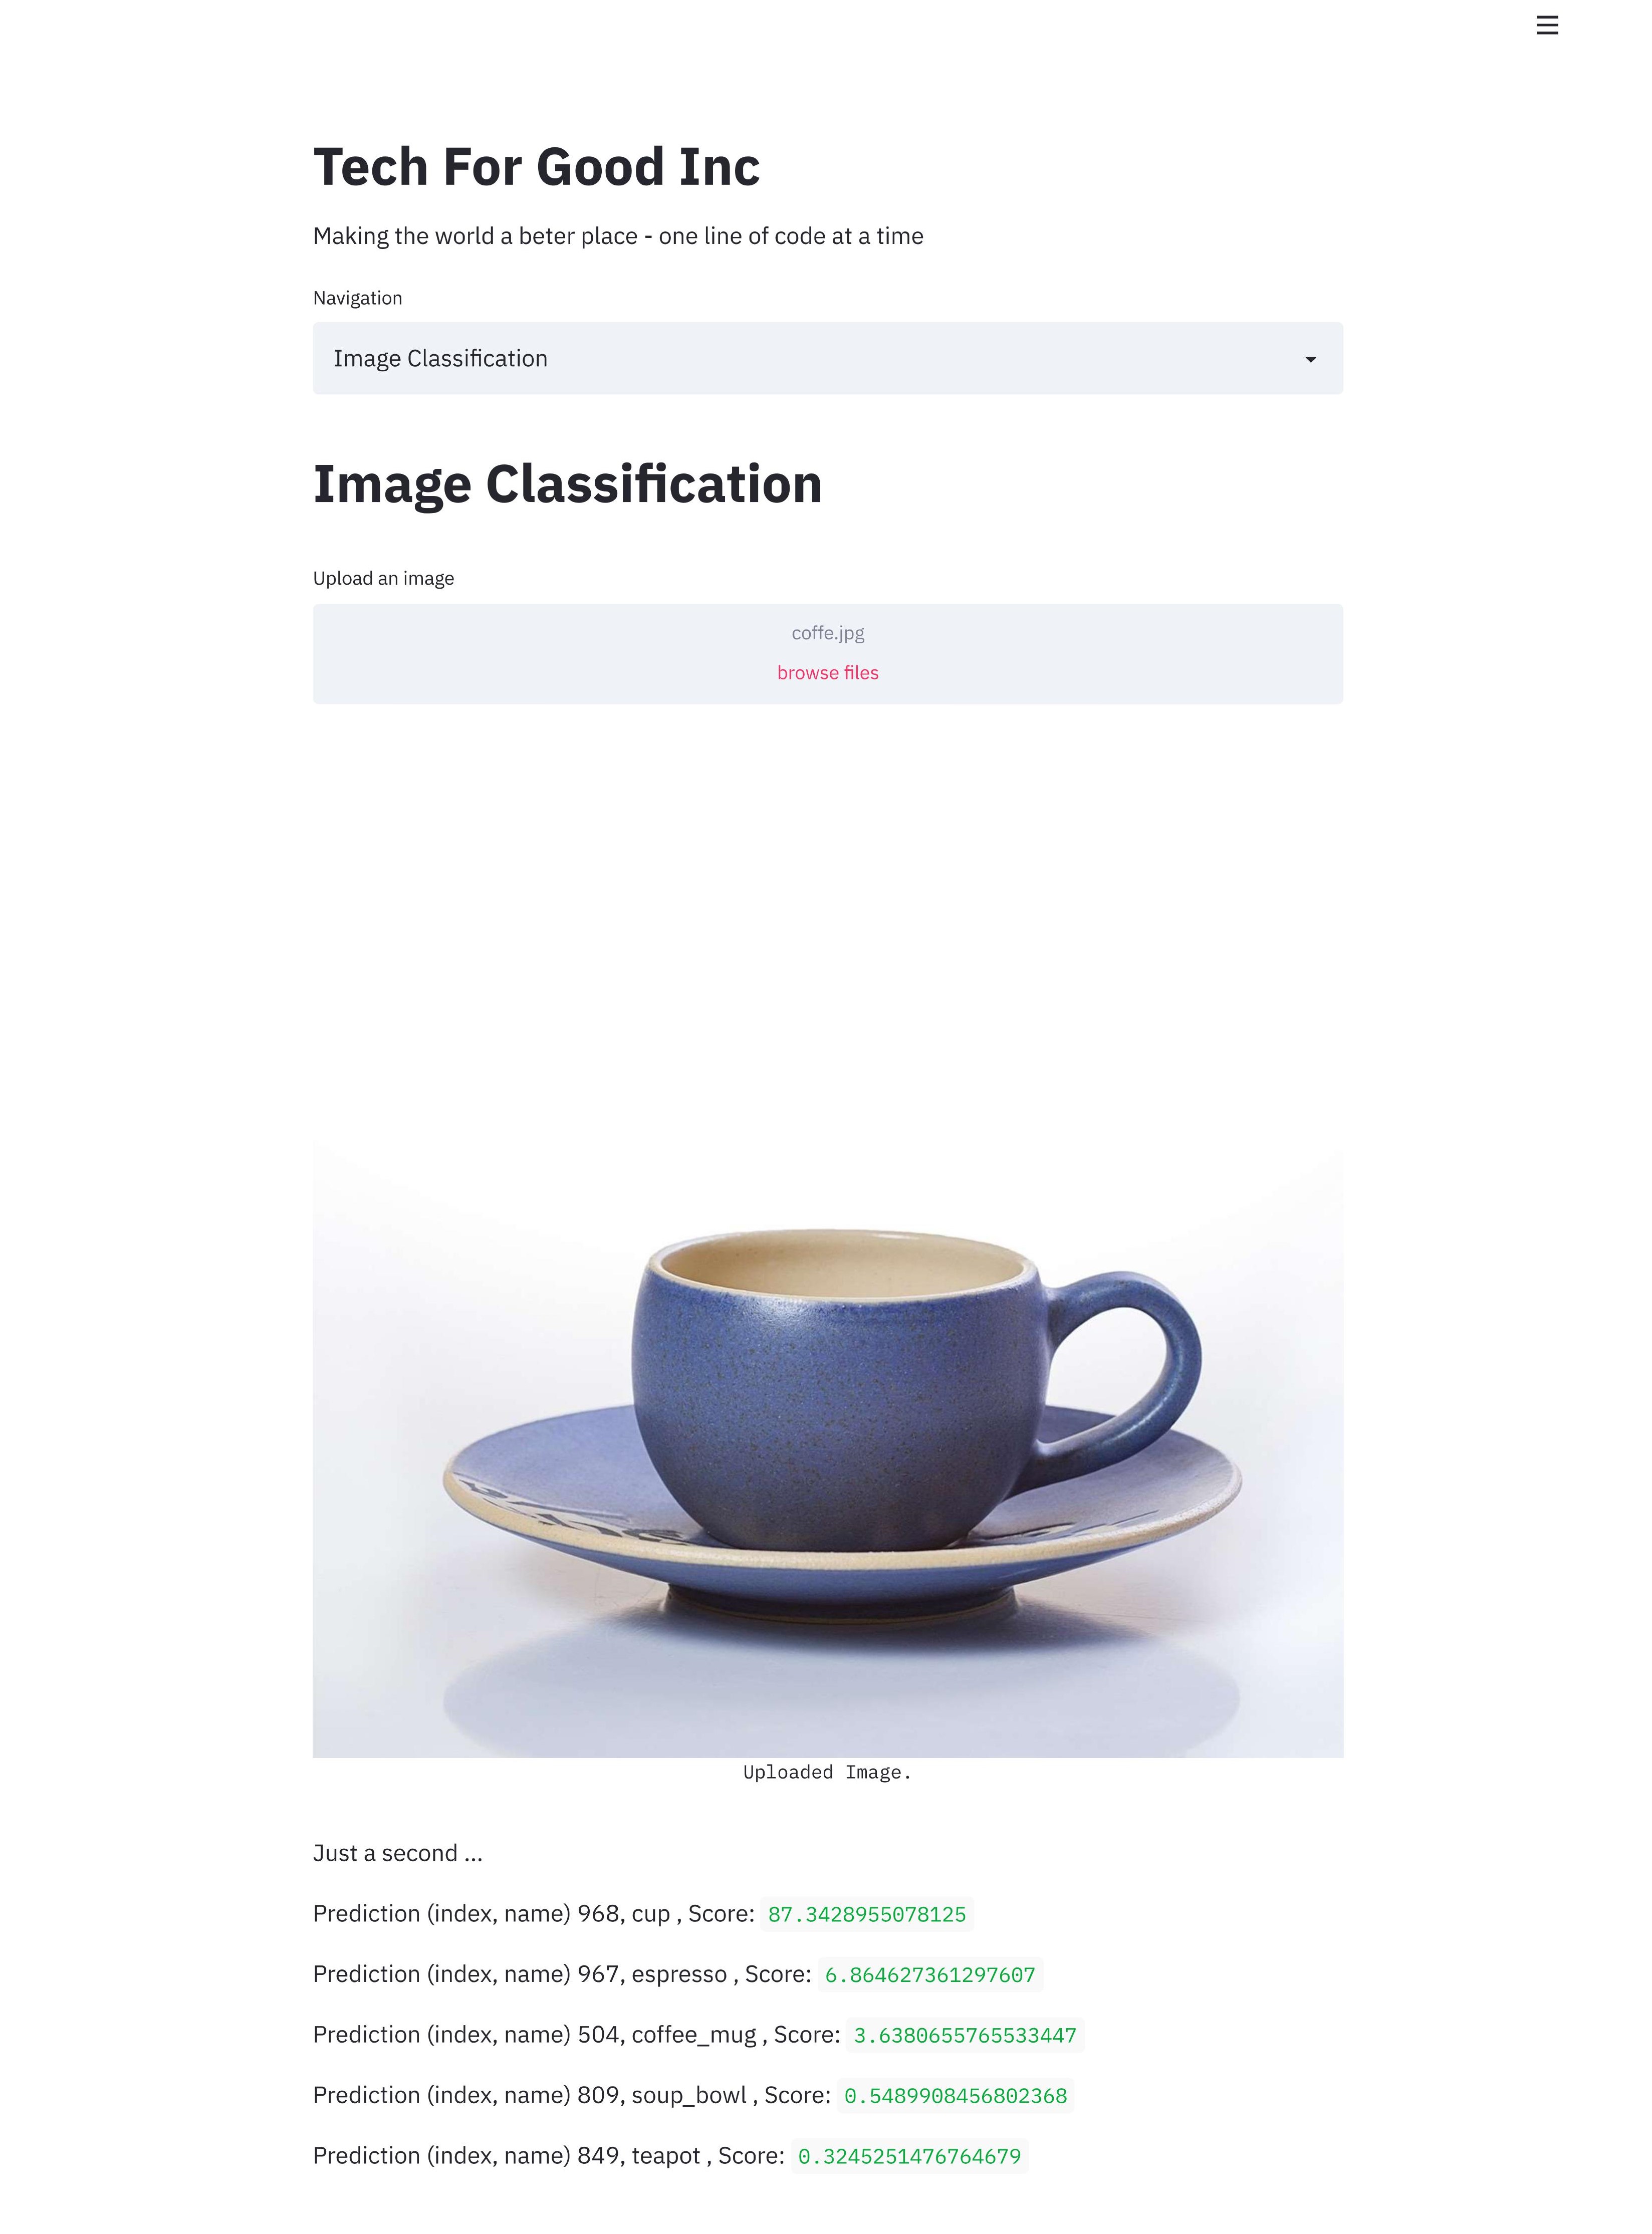 Tech For Good Inc
Making the world a beter place - one line of code at a time
Navigation
Image Classification
Image Classification
Upload an image
coffe.jpg
browse files
Uploaded Image.
Just a second ...
Prediction (index, name) 968, cup , Score: 87.3428955078125
Prediction (index, name) 967, espresso , Score: 6.864627361297607
Prediction (index, name) 504, coffee_mug , Score: 3.6380655765533447
Prediction (index, name) 809, soup_bowl , Score: 0.5489908456802368
Prediction (index, name) 849, teapot , Score: 0.3245251476764679